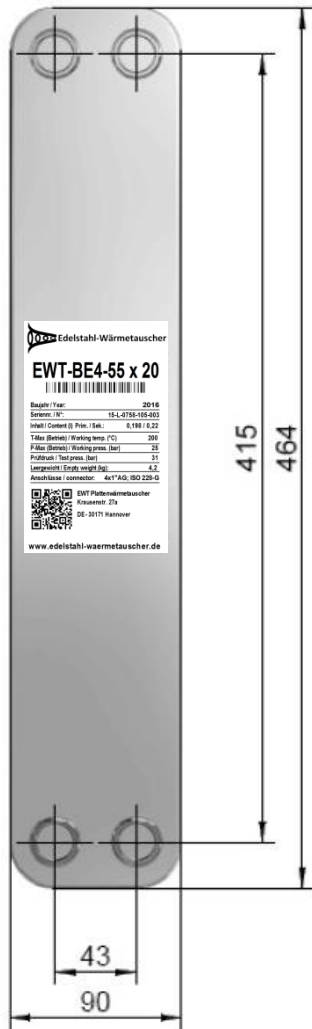 Edelstahl-Wärmetauscher
EWT-BE4-55 x 20
Baujahr / Year: 2016
Seriennr. / N°: 15-L-0758-105-003
Inhalt / Content (l) Prim. / Sek.: 0,198 / 0,22
T-Max (Betrieb) / Working temp. (°C) 200
P-Max (Betrieb) / Working press. (bar) 25
Prüfdruck / Test press. (bar) 31
Leergewicht / Empty weight (kg): 4,2
Anschlüsse / connector: 4x1"AG; ISO 228-G
EWT Plattenwärmetauscher
Krausenstr. 27a
DE- 30171 Hannover
www.edelstahl-waermetauscher.de
415
464
43
90